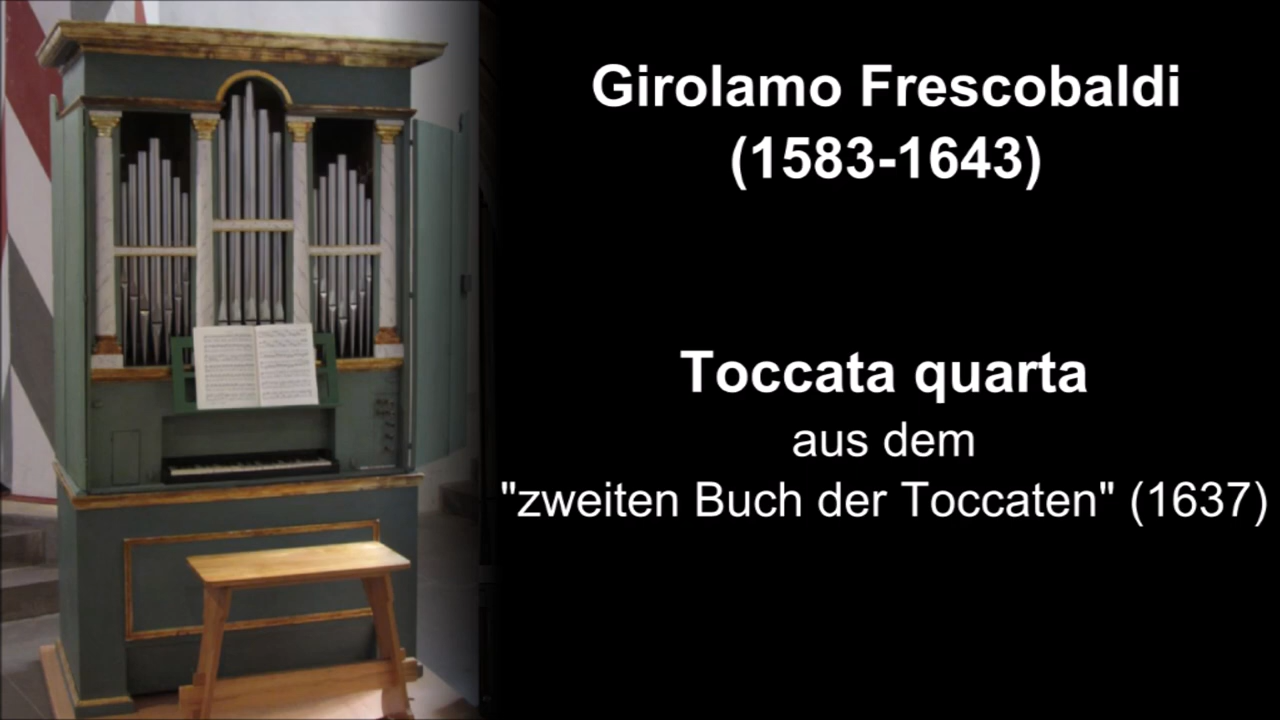 Girolamo Frescobaldi
(1583-1643)
Toccata quarta
aus dem
"zweiten Buch der Toccaten" (1637)